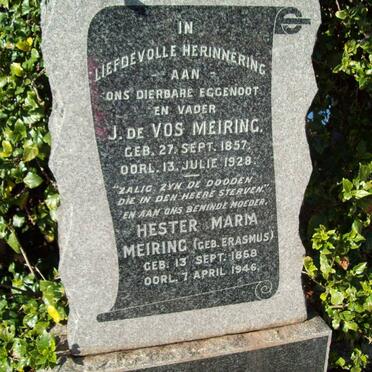 IN
LIEFDEVOLLE HERINNERING
— AAN —
ONS DIERBARE EGGENOOT
EN VADER
J. DE VOS MEIRING.
GEB. 27. SEPT. 1857.
OORL. 13. JULIE 1928.
"ZALIG ZYN DE DOODEN
DIE IN DEN HEERE STERVEN."
EN AAN ONS BEMINDE MOEDER.
HESTER MARIA
MEIRING (GEB. ERASMUS)
GEB. 13 SEPT. 1868
OORL. 7 APRIL 1946.